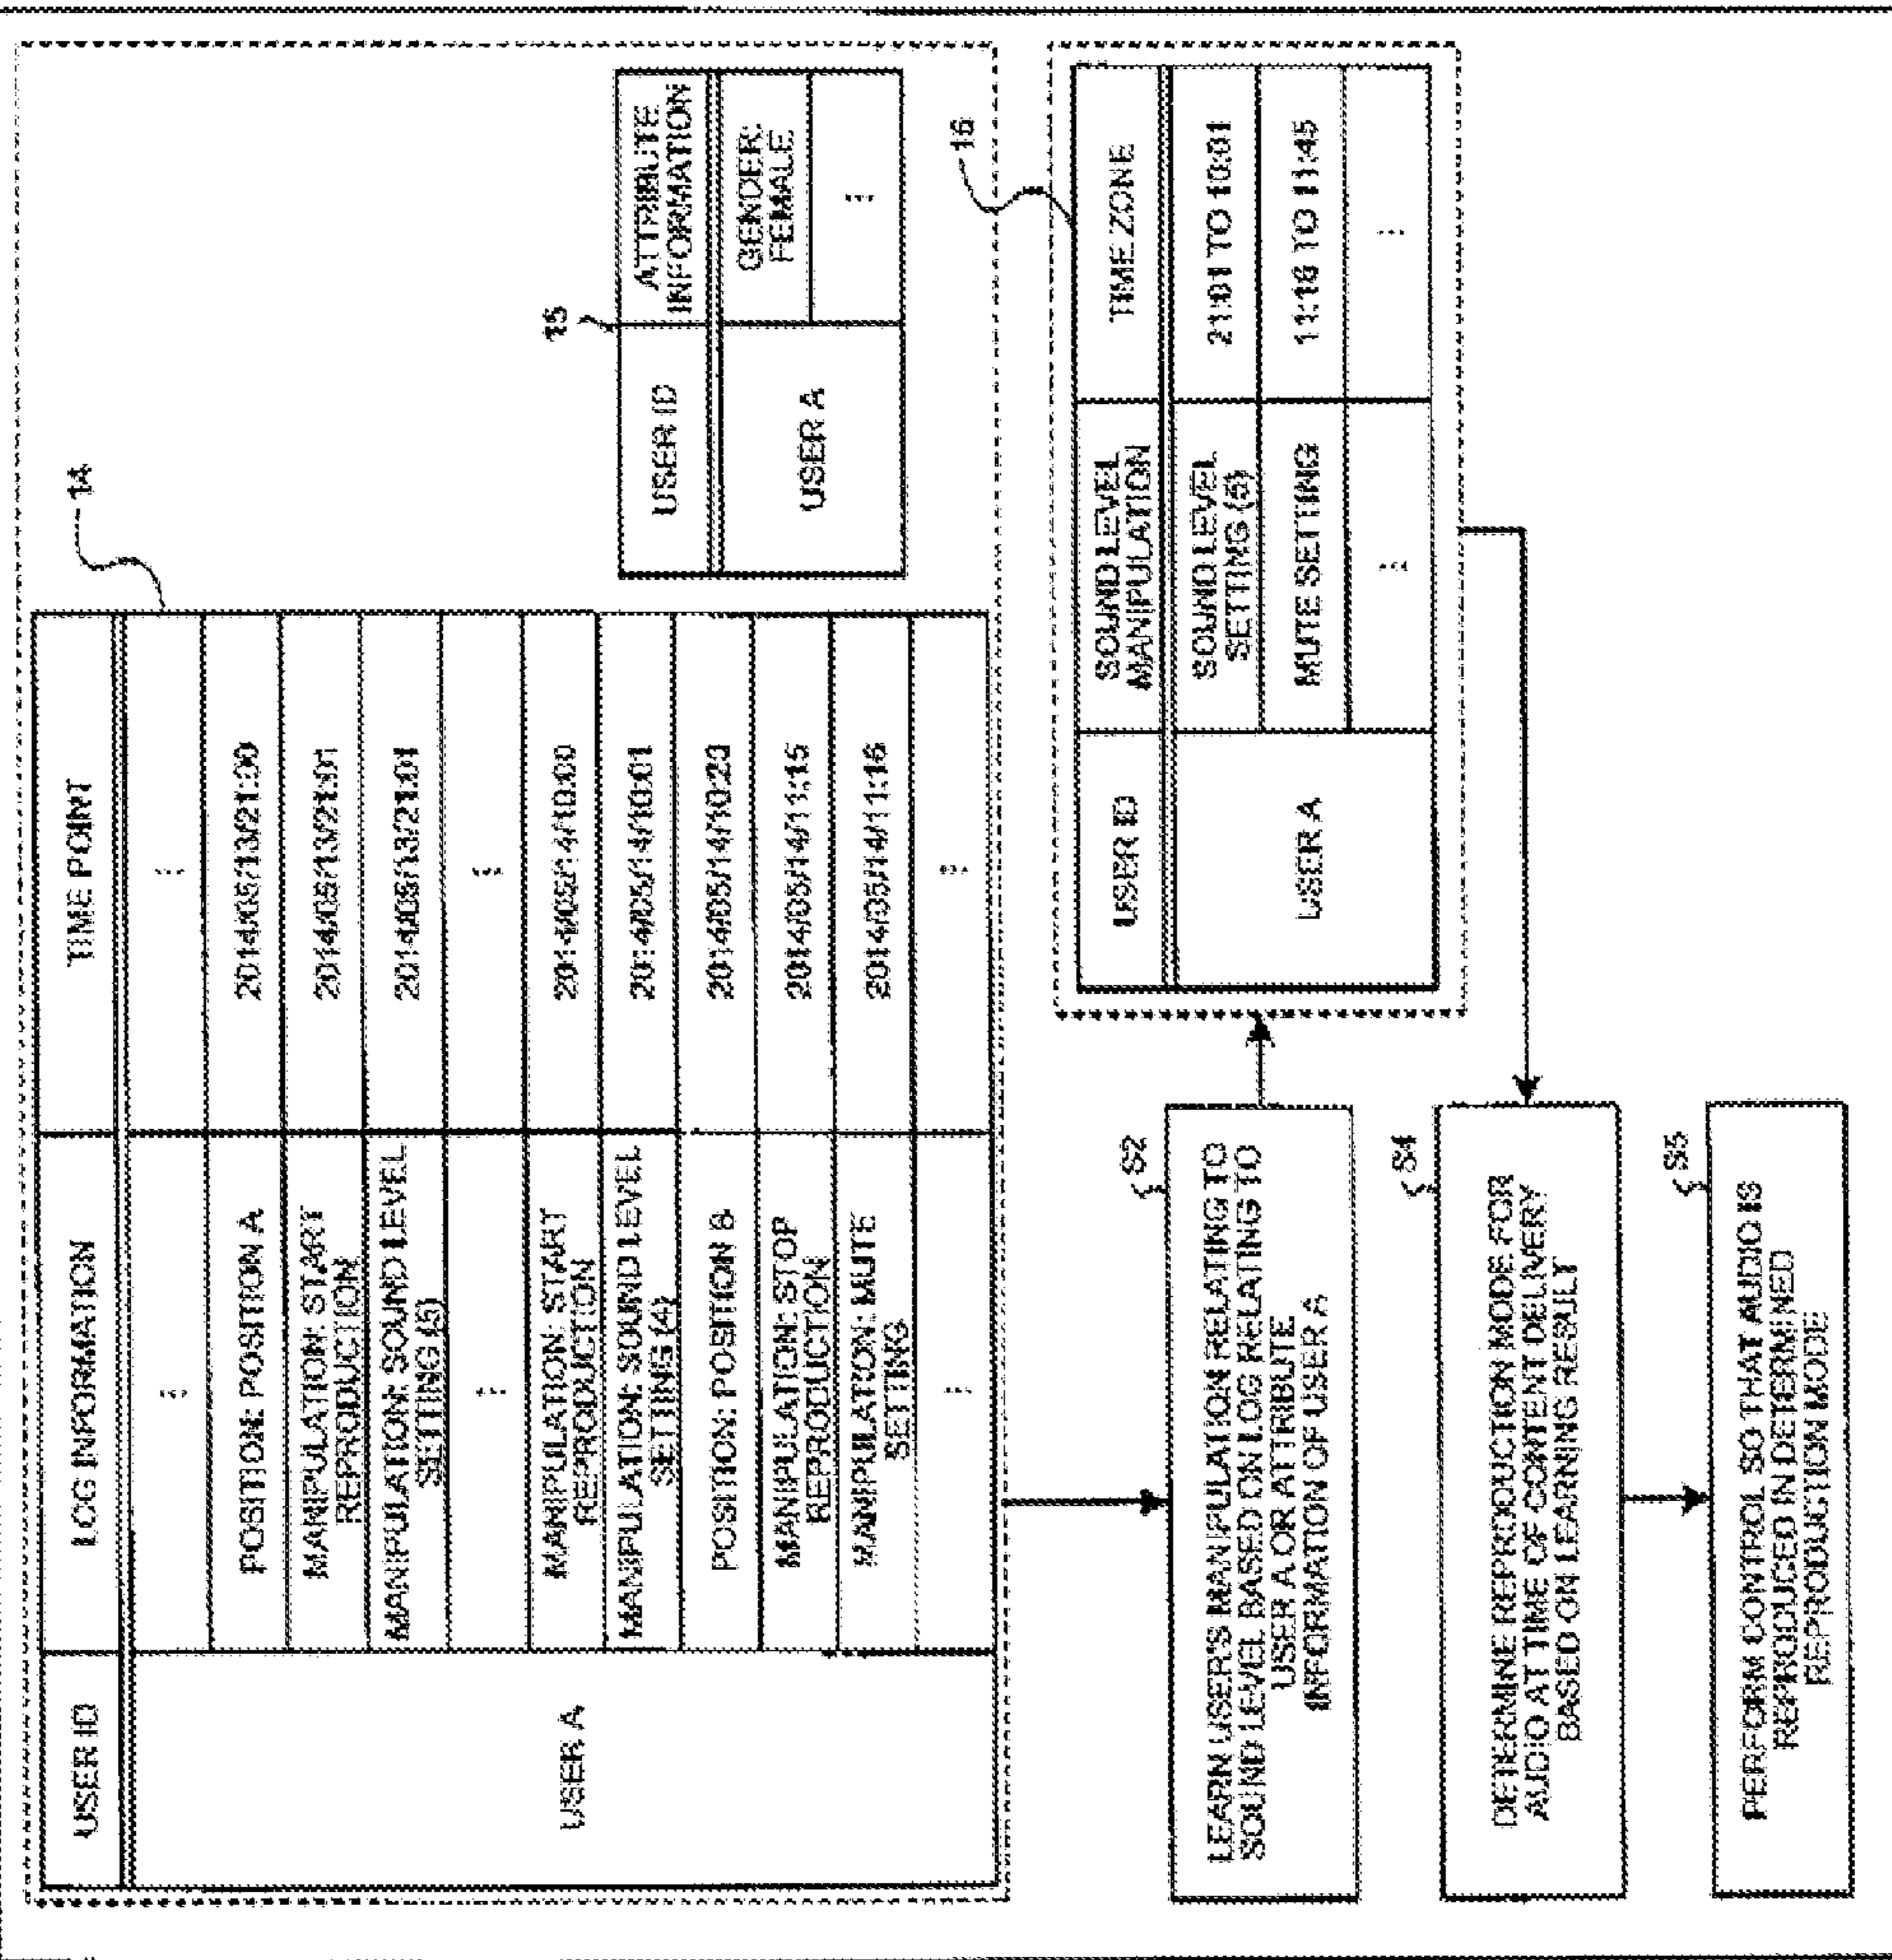 14
USER ID
LOG INFORMATION
TIME POINT
USER A
POSITION: POSITION A
2014/05/13/21:00
MANIPULATION: START
REPRODUCTION
2014/05/13/21:01
MANIPULATION: SOUND LEVEL
SETTING (5)
2014/05/13/21:01
MANIPULATION: START
REPRODUCTION
2014/05/14/10:00
MANIPULATION: SOUND LEVEL
SETTING (4)
2014/05/14/10:01
POSITION: POSITION B
2014/05/14/10:23
MANIPULATION: STOP
REPRODUCTION
2014/05/14/11:15
MANIPULATION: MUTE
SETTING
2014/05/14/11:16
15
USER ID
ATTRIBUTE
INFORMATION
USER A
GENDER:
FEMALE
S2
LEARN USER'S MANIPULATION RELATING TO
SOUND LEVEL BASED ON LOG RELATING TO
USER A OR ATTRIBUTE
INFORMATION OF USER A
16
USER ID
SOUND LEVEL
MANIPULATION
TIME ZONE
USER A
SOUND LEVEL
SETTING (5)
21:01 TO 10:01
MUTE SETTING
11:16 TO 11:45
S4
DETERMINE REPRODUCTION MODE FOR
AUDIO AT TIME OF CONTENT DELIVERY
BASED ON LEARNING RESULT
S5
PERFORM CONTROL SO THAT AUDIO IS
REPRODUCED IN DETERMINED
REPRODUCTION MODE